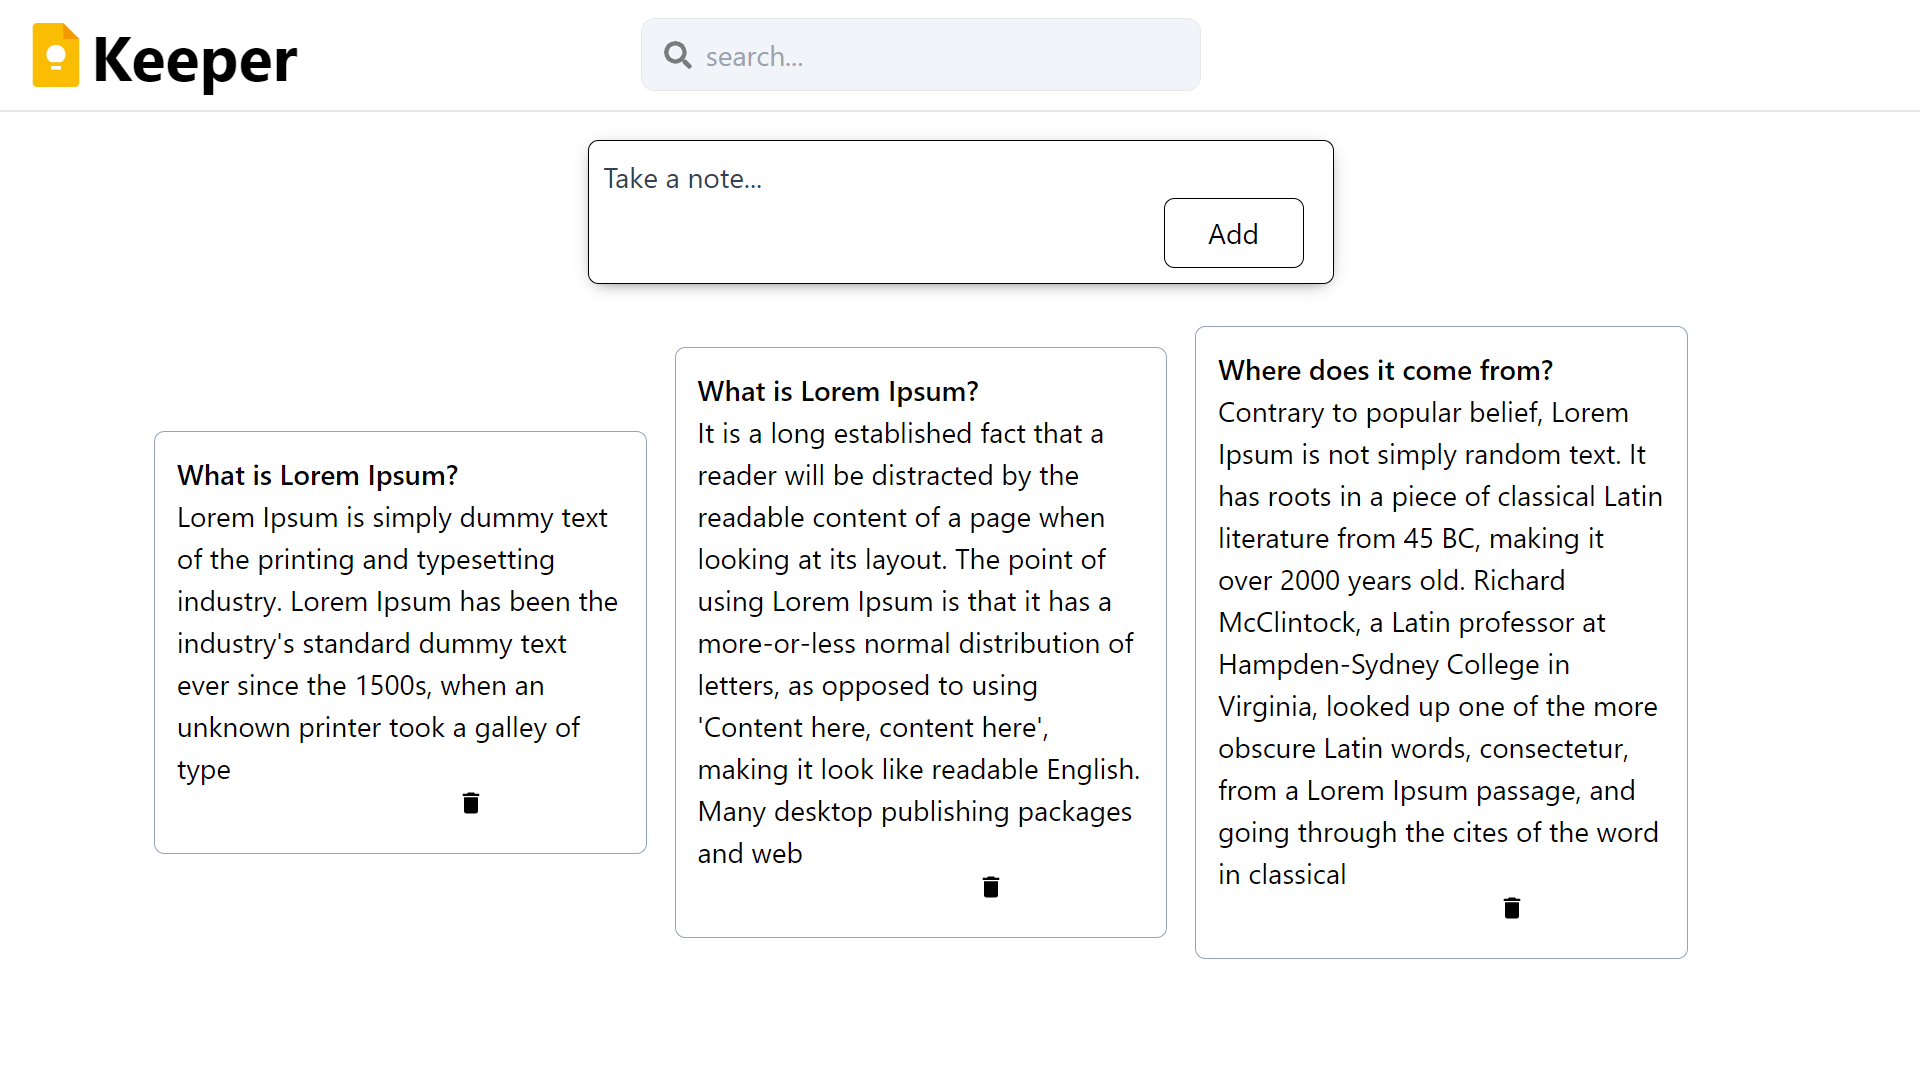 Keeper
search...
Take a note...
Add
What is Lorem Ipsum?
Lorem Ipsum is simply dummy text
of the printing and typesetting
industry. Lorem Ipsum has been the
industry's standard dummy text
ever since the 1500s, when an
unknown printer took a galley of
type
What is Lorem Ipsum?
It is a long established fact that a
reader will be distracted by the
readable content of a page when
looking at its layout. The point of
using Lorem Ipsum is that it has a
more-or-less normal distribution of
letters, as opposed to using
'Content here, content here',
making it look like readable English.
Many desktop publishing packages
and web
Where does it come from?
Contrary to popular belief, Lorem
Ipsum is not simply random text. It
has roots in a piece of classical Latin
literature from 45 BC, making it
over 2000 years old. Richard
McClintock, a Latin professor at
Hampden-Sydney College in
Virginia, looked up one of the more
obscure Latin words, consectetur,
from a Lorem Ipsum passage, and
going through the cites of the word
in classical